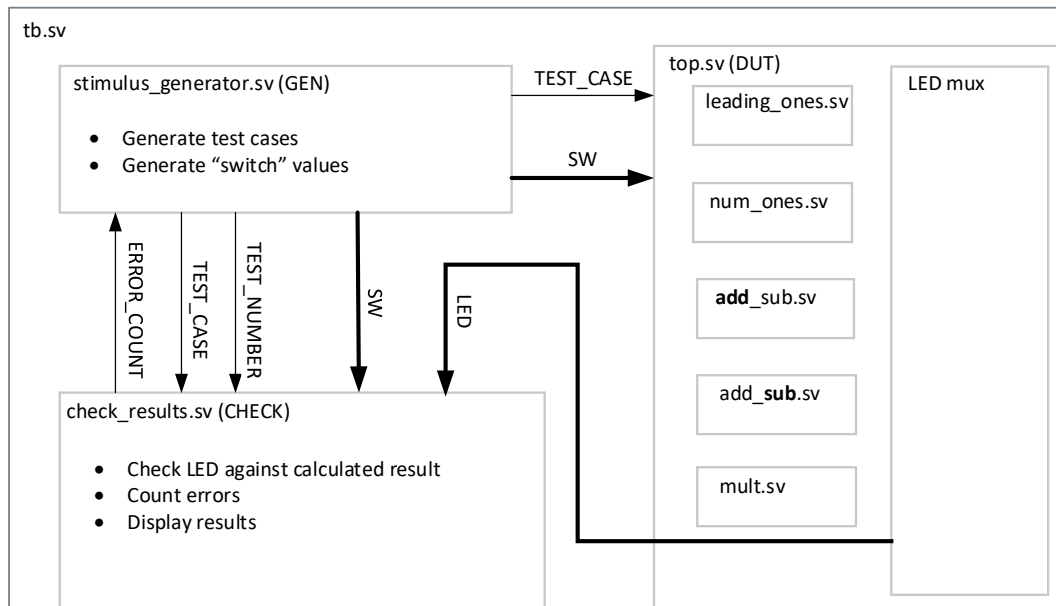 tb.sv
stimulus_generator.sv (GEN)
• Generate test cases
• Generate “switch” values
TEST_CASE
SW
top.sv (DUT)
leading_ones.sv
num_ones.sv
add_sub.sv
add_sub.sv
mult.sv
LED mux
ERROR_COUNT
TEST_CASE
TEST_NUMBER
SW
LED
check_results.sv (CHECK)
• Check LED against calculated result
• Count errors
• Display results